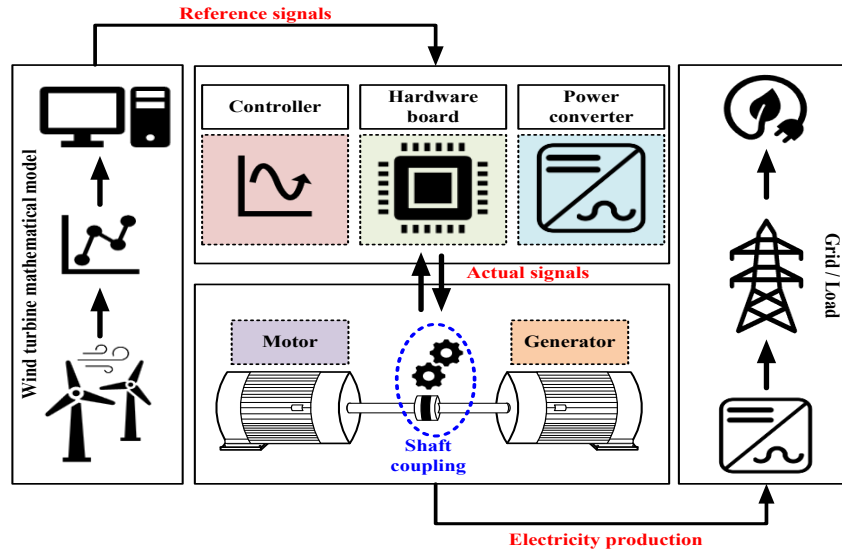 Reference signals
Wind turbine mathematical model
Controller
Hardware
board
Power
converter
Actual signals
Motor
Generator
Shaft
coupling
Grid / Load
Electricity production